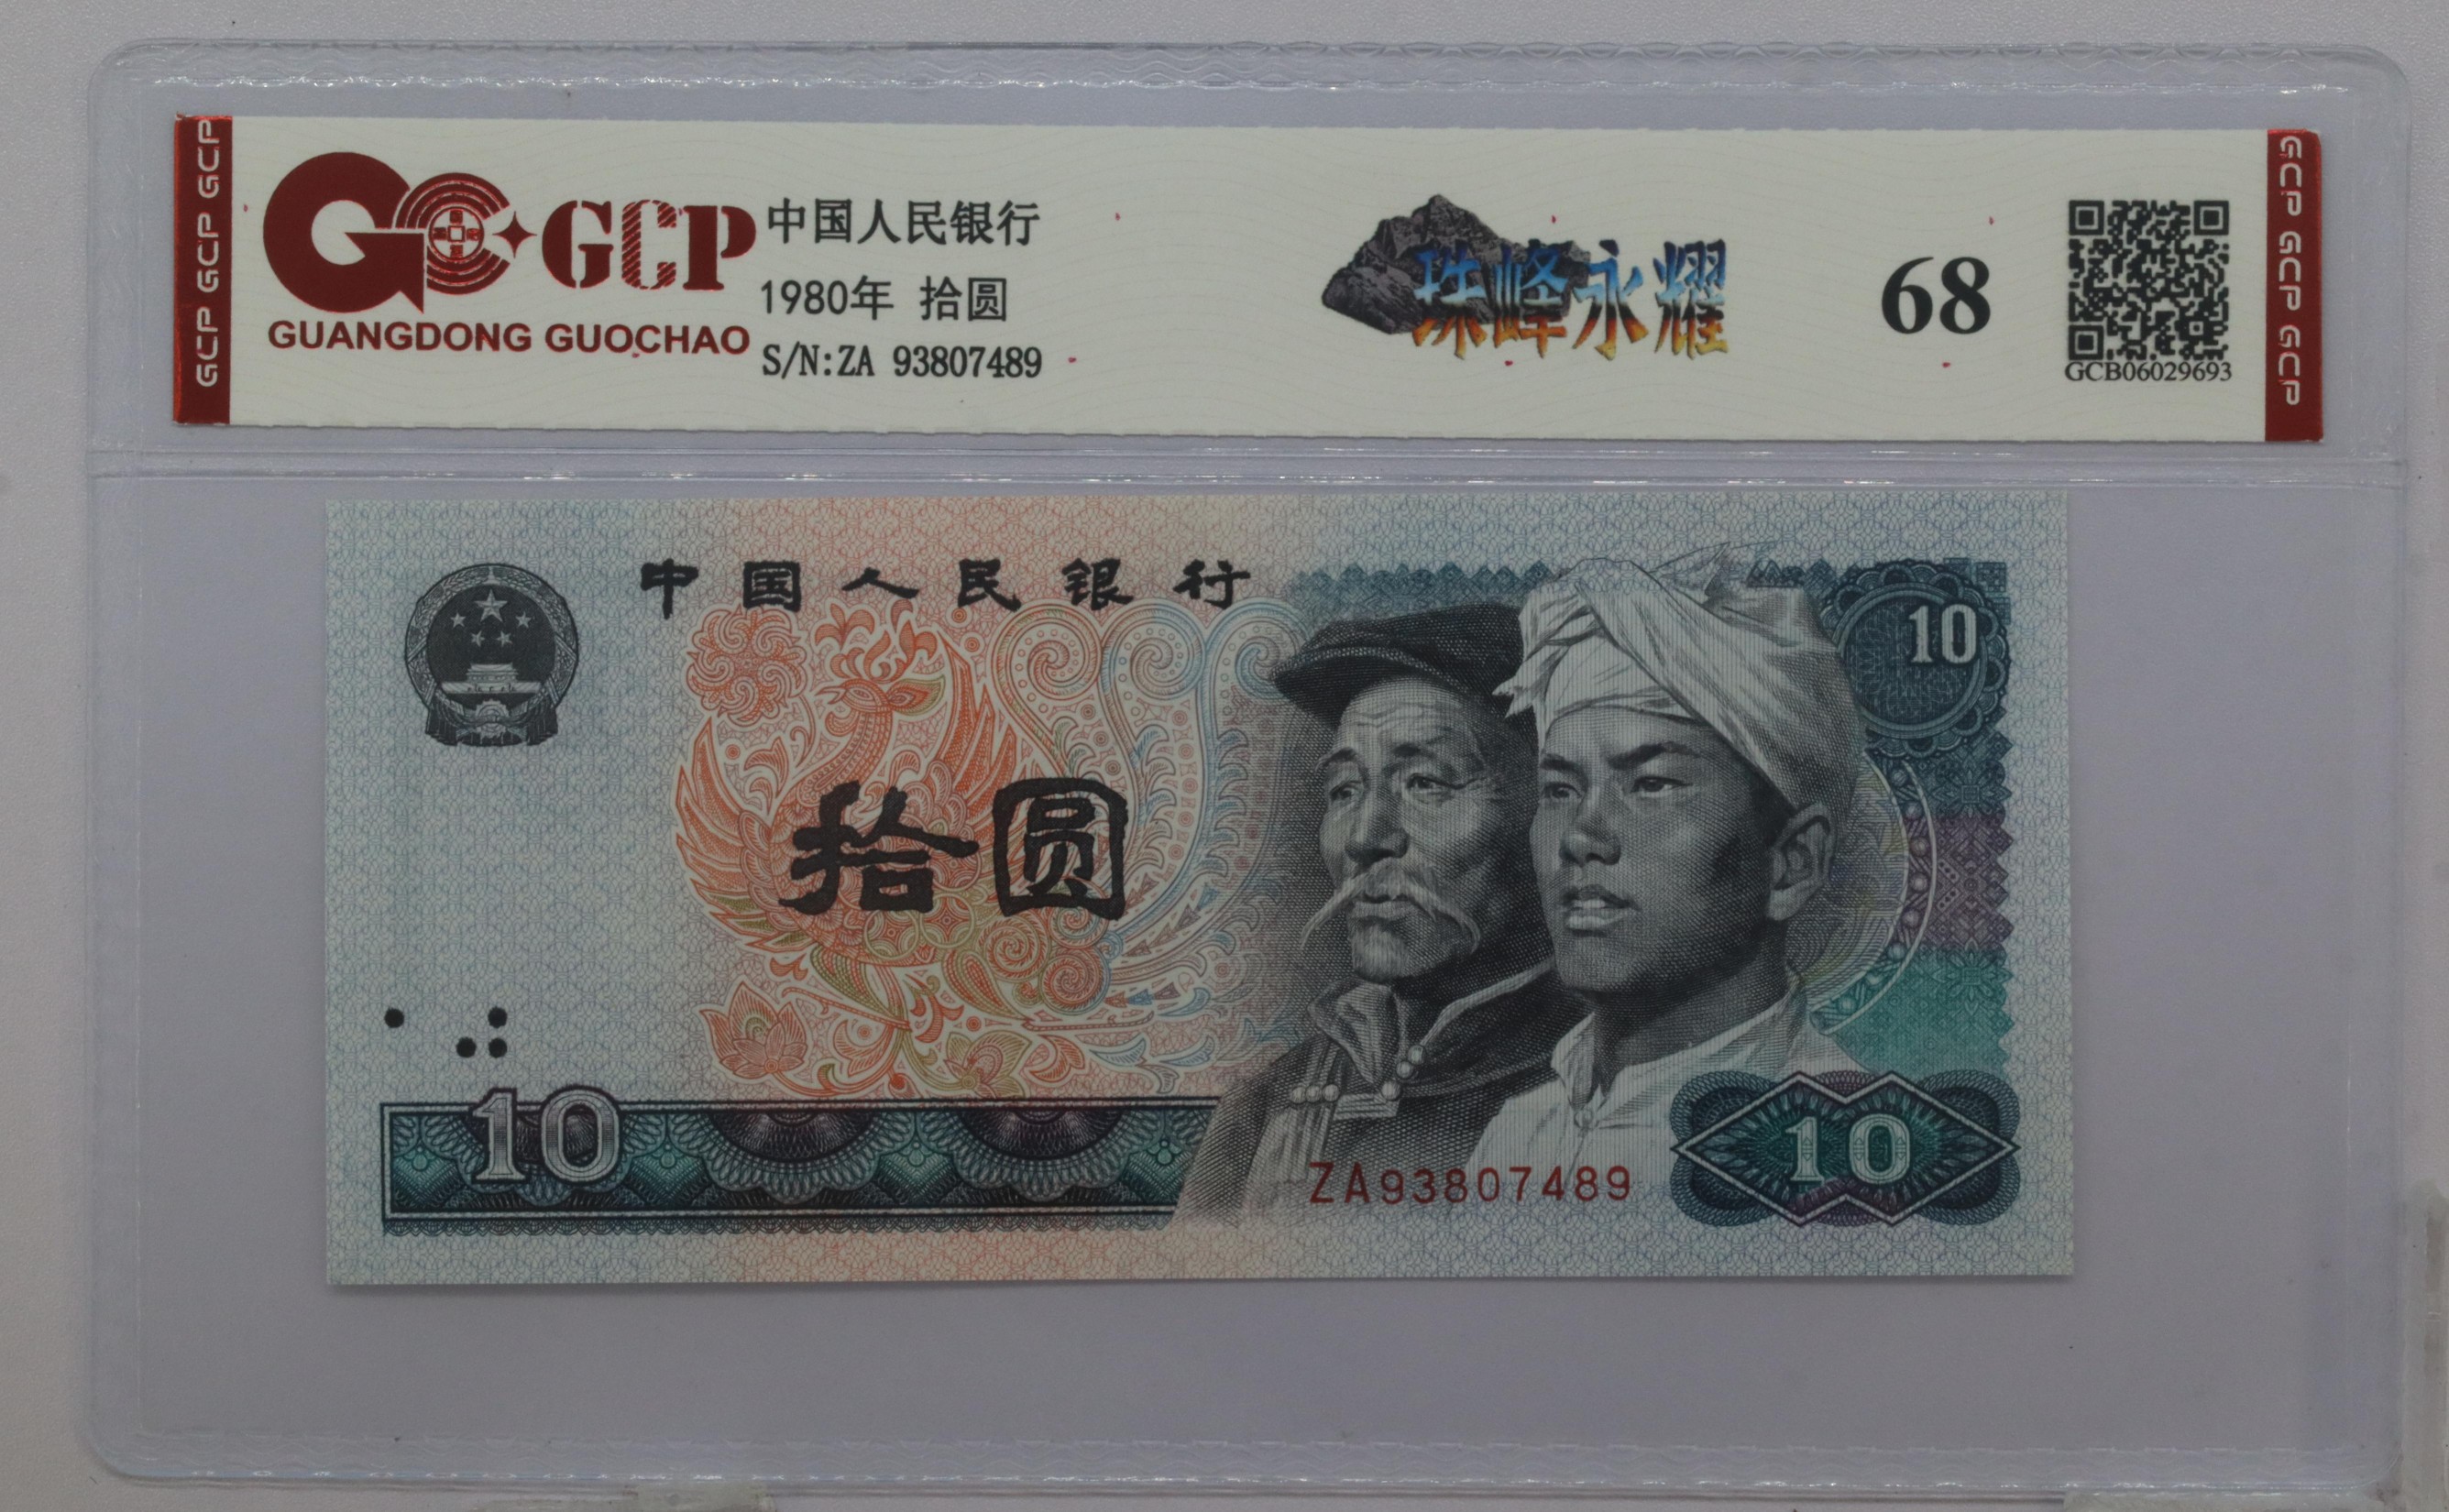 GCP GCP GCP
GCP
GUANGDONG GUOCHAO
中国人民银行
1980年 拾圆
S/N:ZA 93807489
珠峰永耀
68
GCB06029693
GCP GCP GCP
中国人民银行
10
拾圆
10
ZA93807489
10